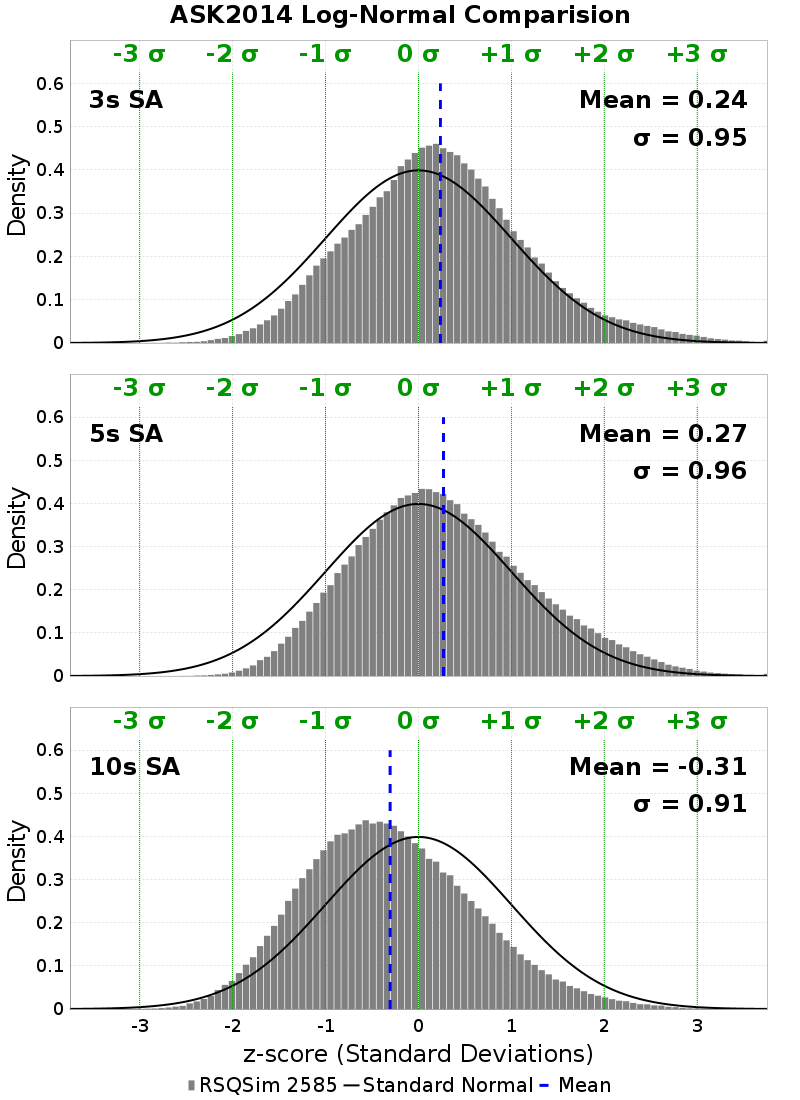 ASK2014 Log-Normal Comparision
-3 σ -2 σ -1 σ 0 σ +1 σ +2 σ +3 σ
0.6
3s SA Mean = 0.24
0.5
σ = 0.95
0.4
0.3
0.2
0.1
0
Density
-3 σ -2 σ -1 σ 0 σ +1 σ +2 σ +3 σ
0.6
5s SA Mean = 0.27
0.5
σ = 0.96
0.4
0.3
0.2
0.1
0
Density
-3 σ -2 σ -1 σ 0 σ +1 σ +2 σ +3 σ
0.6
10s SA Mean = -0.31
0.5
σ = 0.91
0.4
0.3
0.2
0.1
0
Density
-3 -2 -1 0 1 2 3
z-score (Standard Deviations)
RSQSim 2585 Standard Normal Mean